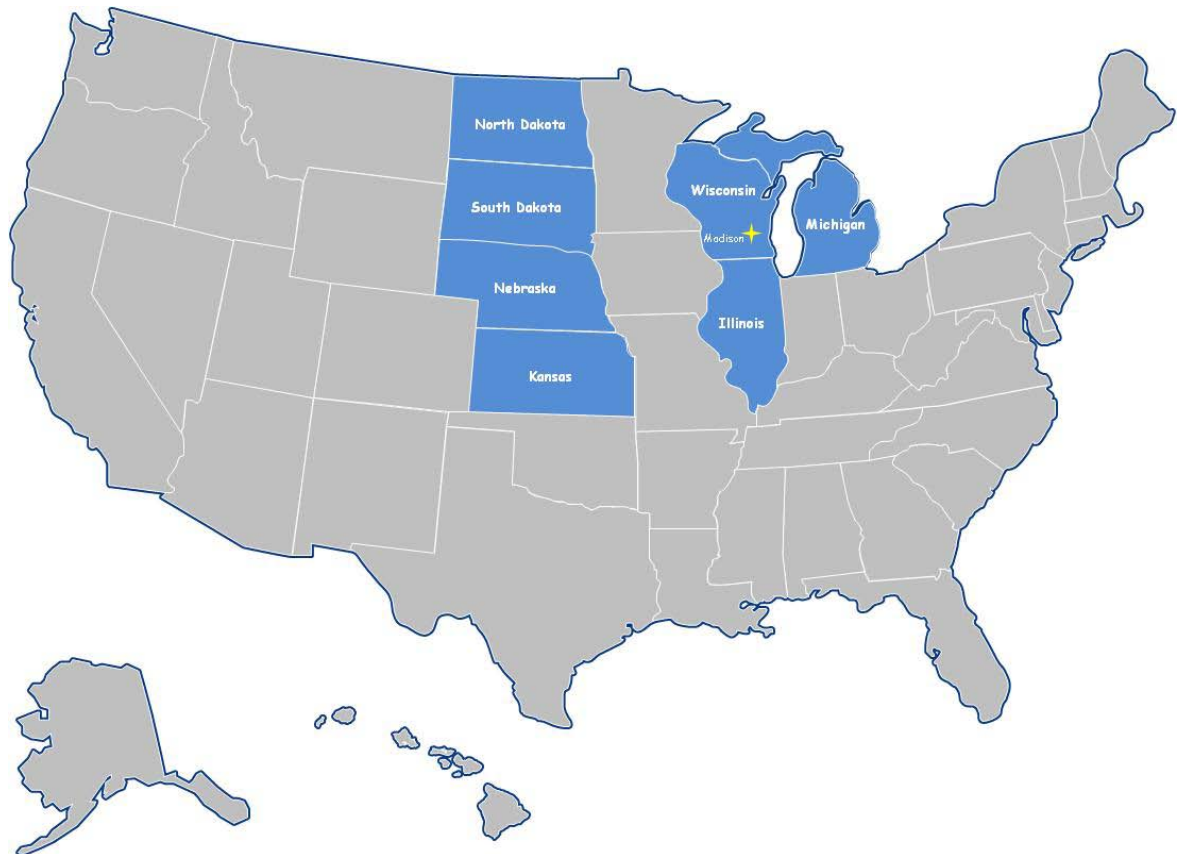 North Dakota
South Dakota
Nebraska
Kansas
Wisconsin
Madison
Michigan
Illinois